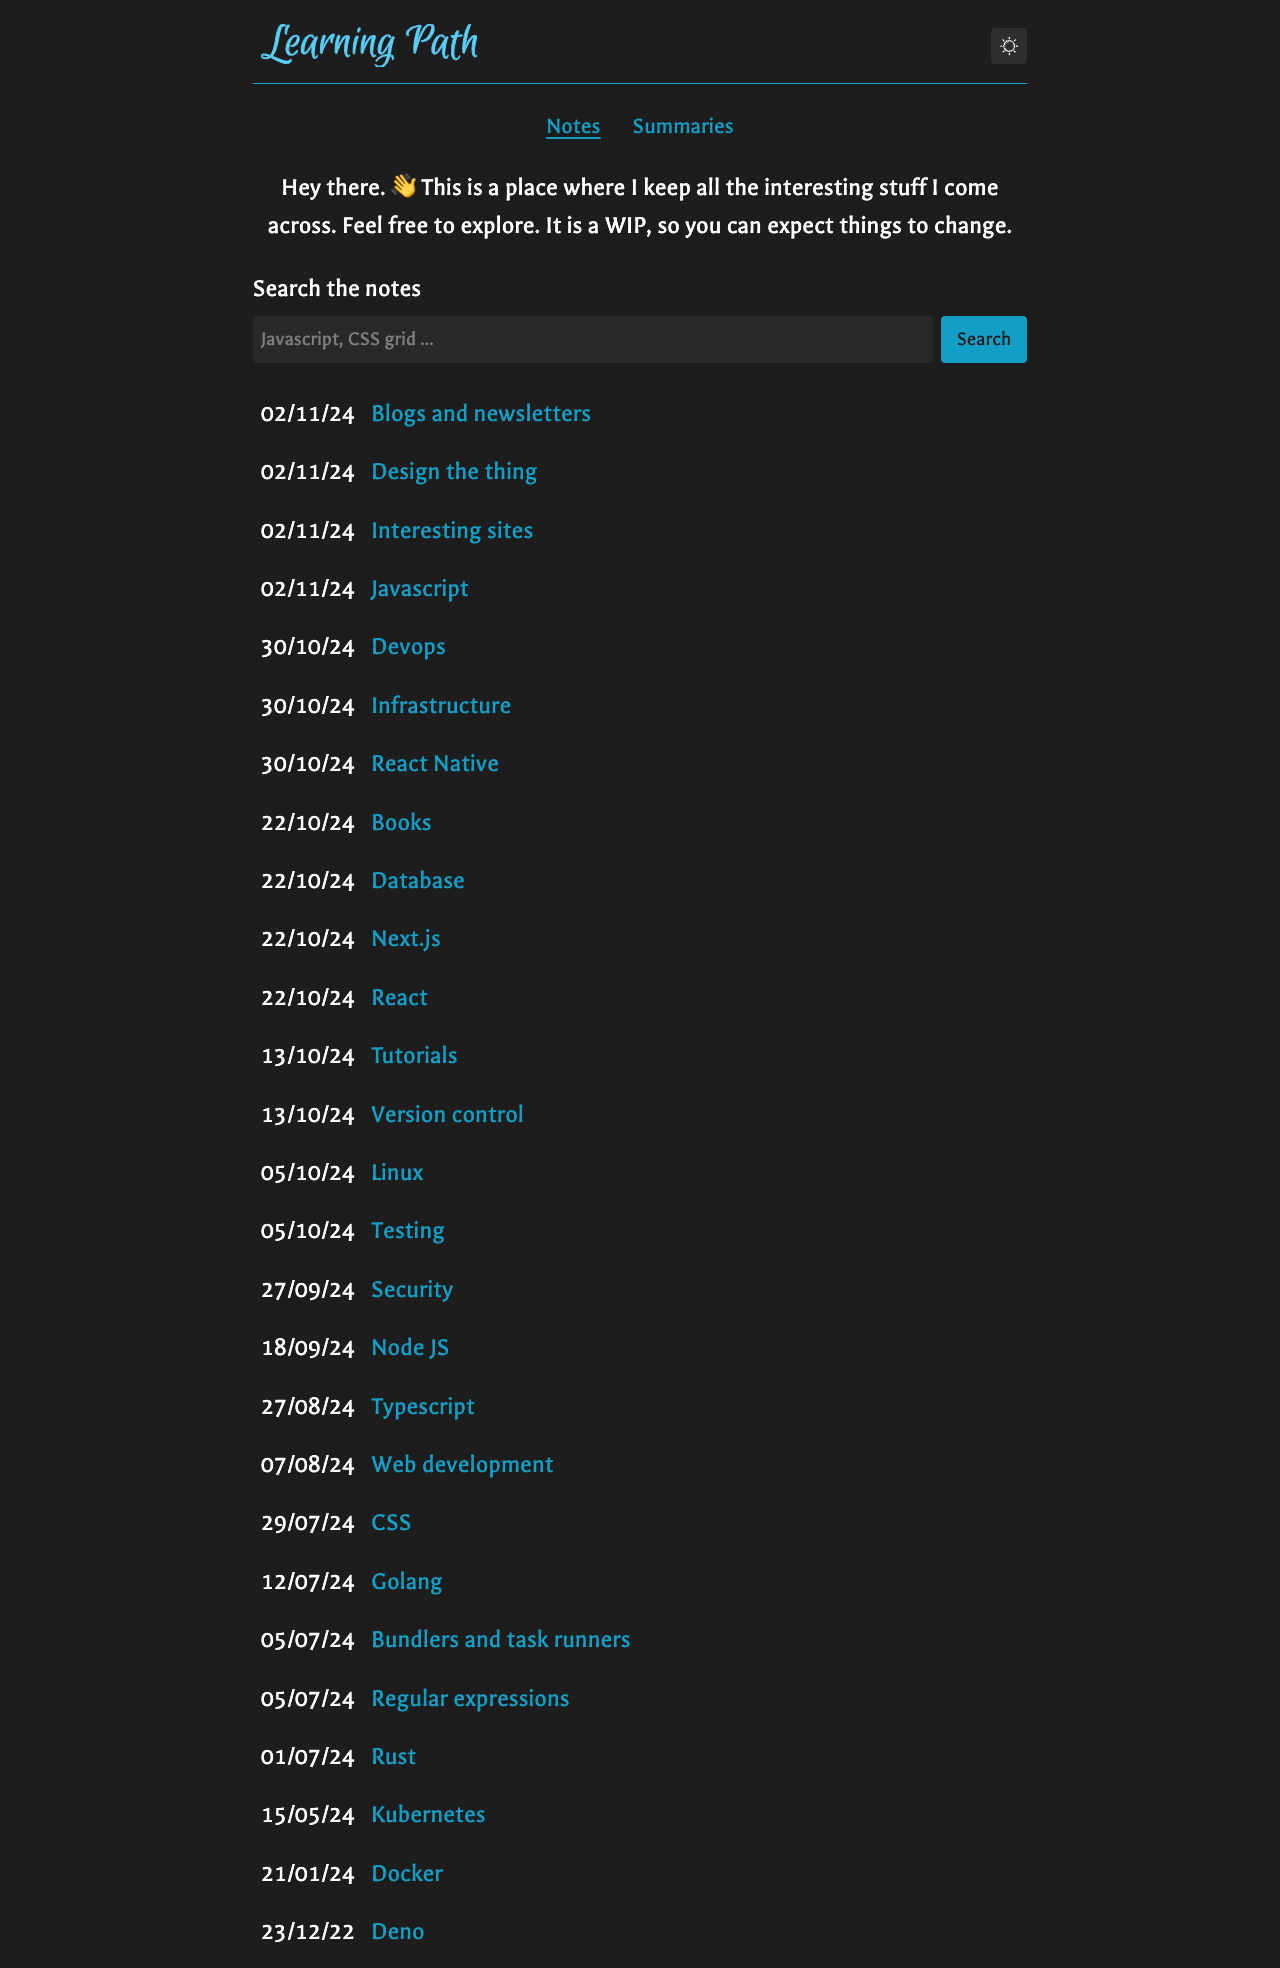 Learning Path
Notes Summaries
Hey there. 👋 This is a place where I keep all the interesting stuff I come
across. Feel free to explore. It is a WIP, so you can expect things to change.
Search the notes
Javascript, CSS grid ... Search
02/11/24 Blogs and newsletters
02/11/24 Design the thing
02/11/24 Interesting sites
02/11/24 Javascript
30/10/24 Devops
30/10/24 Infrastructure
30/10/24 React Native
22/10/24 Books
22/10/24 Database
22/10/24 Next.js
22/10/24 React
13/10/24 Tutorials
13/10/24 Version control
05/10/24 Linux
05/10/24 Testing
27/09/24 Security
18/09/24 Node JS
27/08/24 Typescript
07/08/24 Web development
29/07/24 CSS
12/07/24 Golang
05/07/24 Bundlers and task runners
05/07/24 Regular expressions
01/07/24 Rust
15/05/24 Kubernetes
21/01/24 Docker
23/12/22 Deno